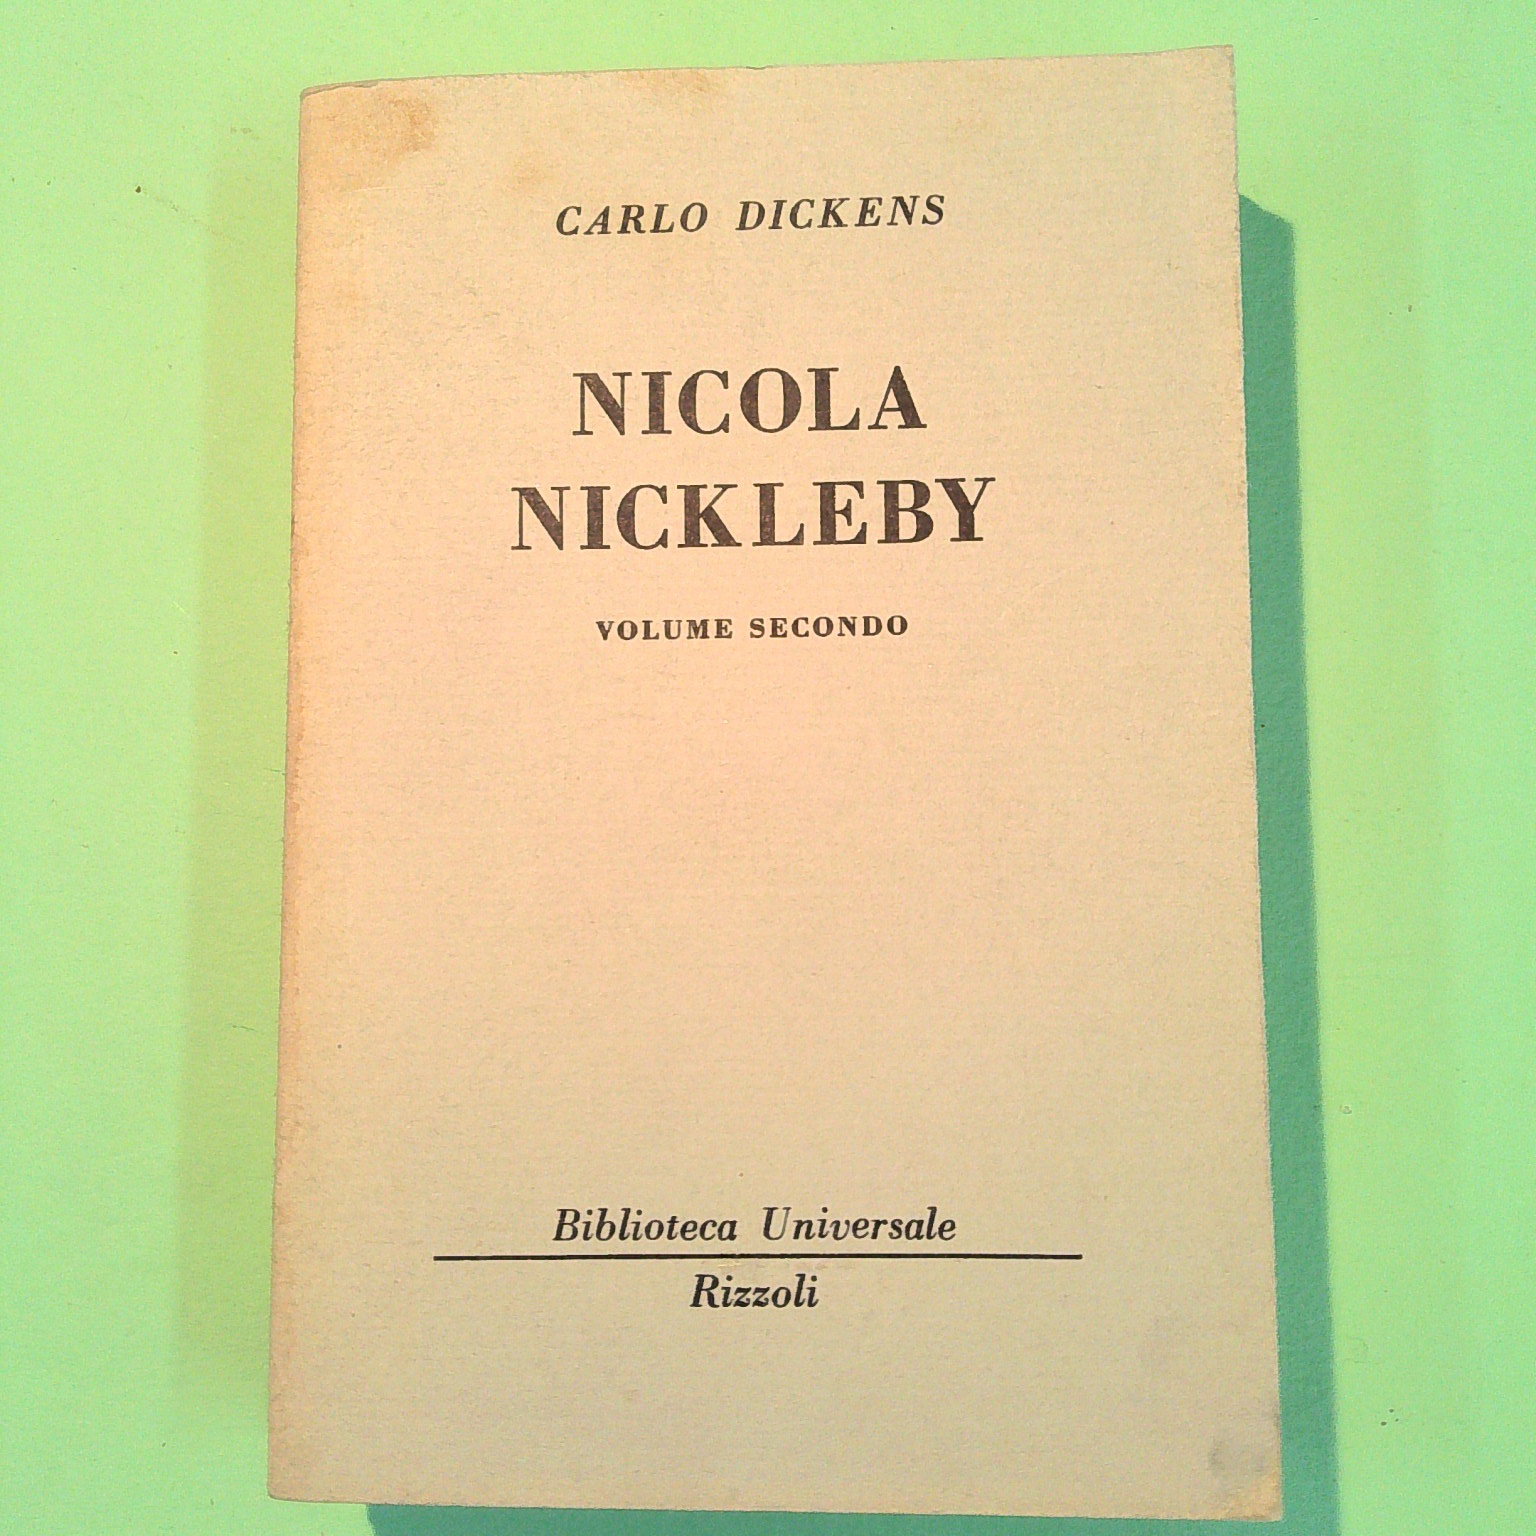 CARLO DICKENS
NICOLA
NICKLEBY
VOLUME SECONDO
Biblioteca Universale
Rizzoli